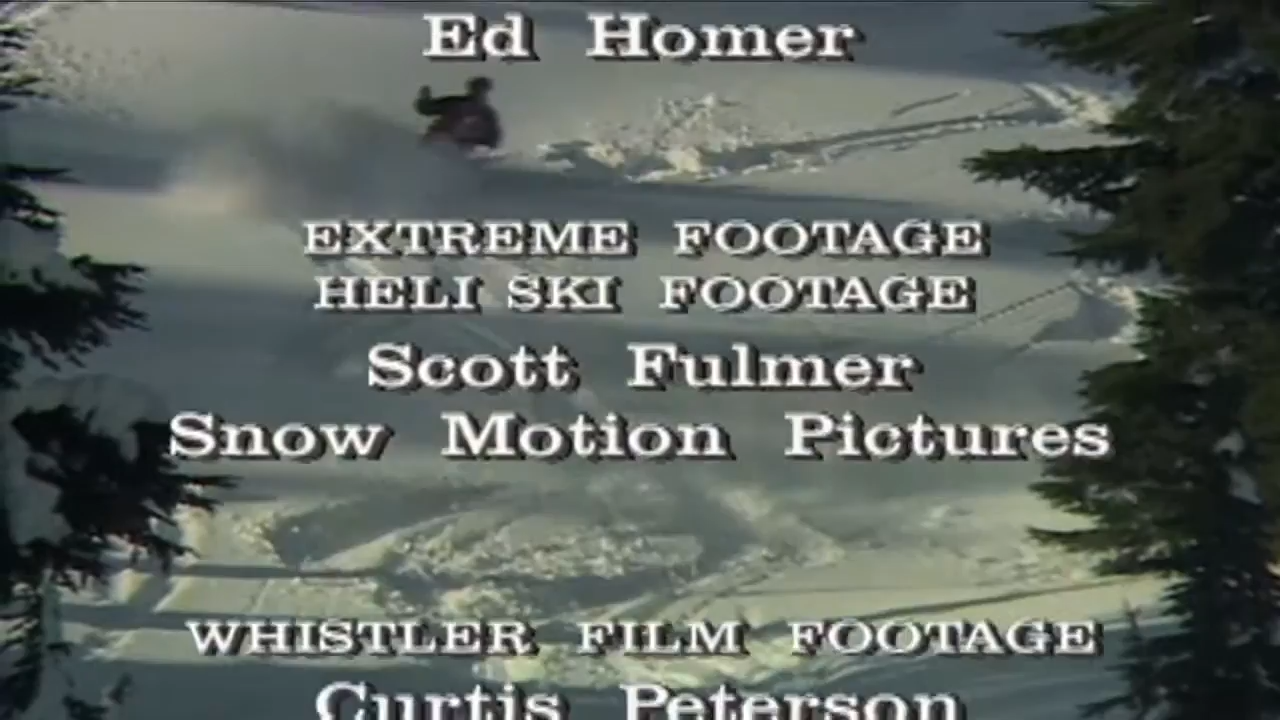 Ed Homer
EXTREME FOOTAGE
HELI SKI FOOTAGE
Scott Fulmer
Snow Motion Pictures
WHISTLER FILM FOOTAGE
Curtis Peterson